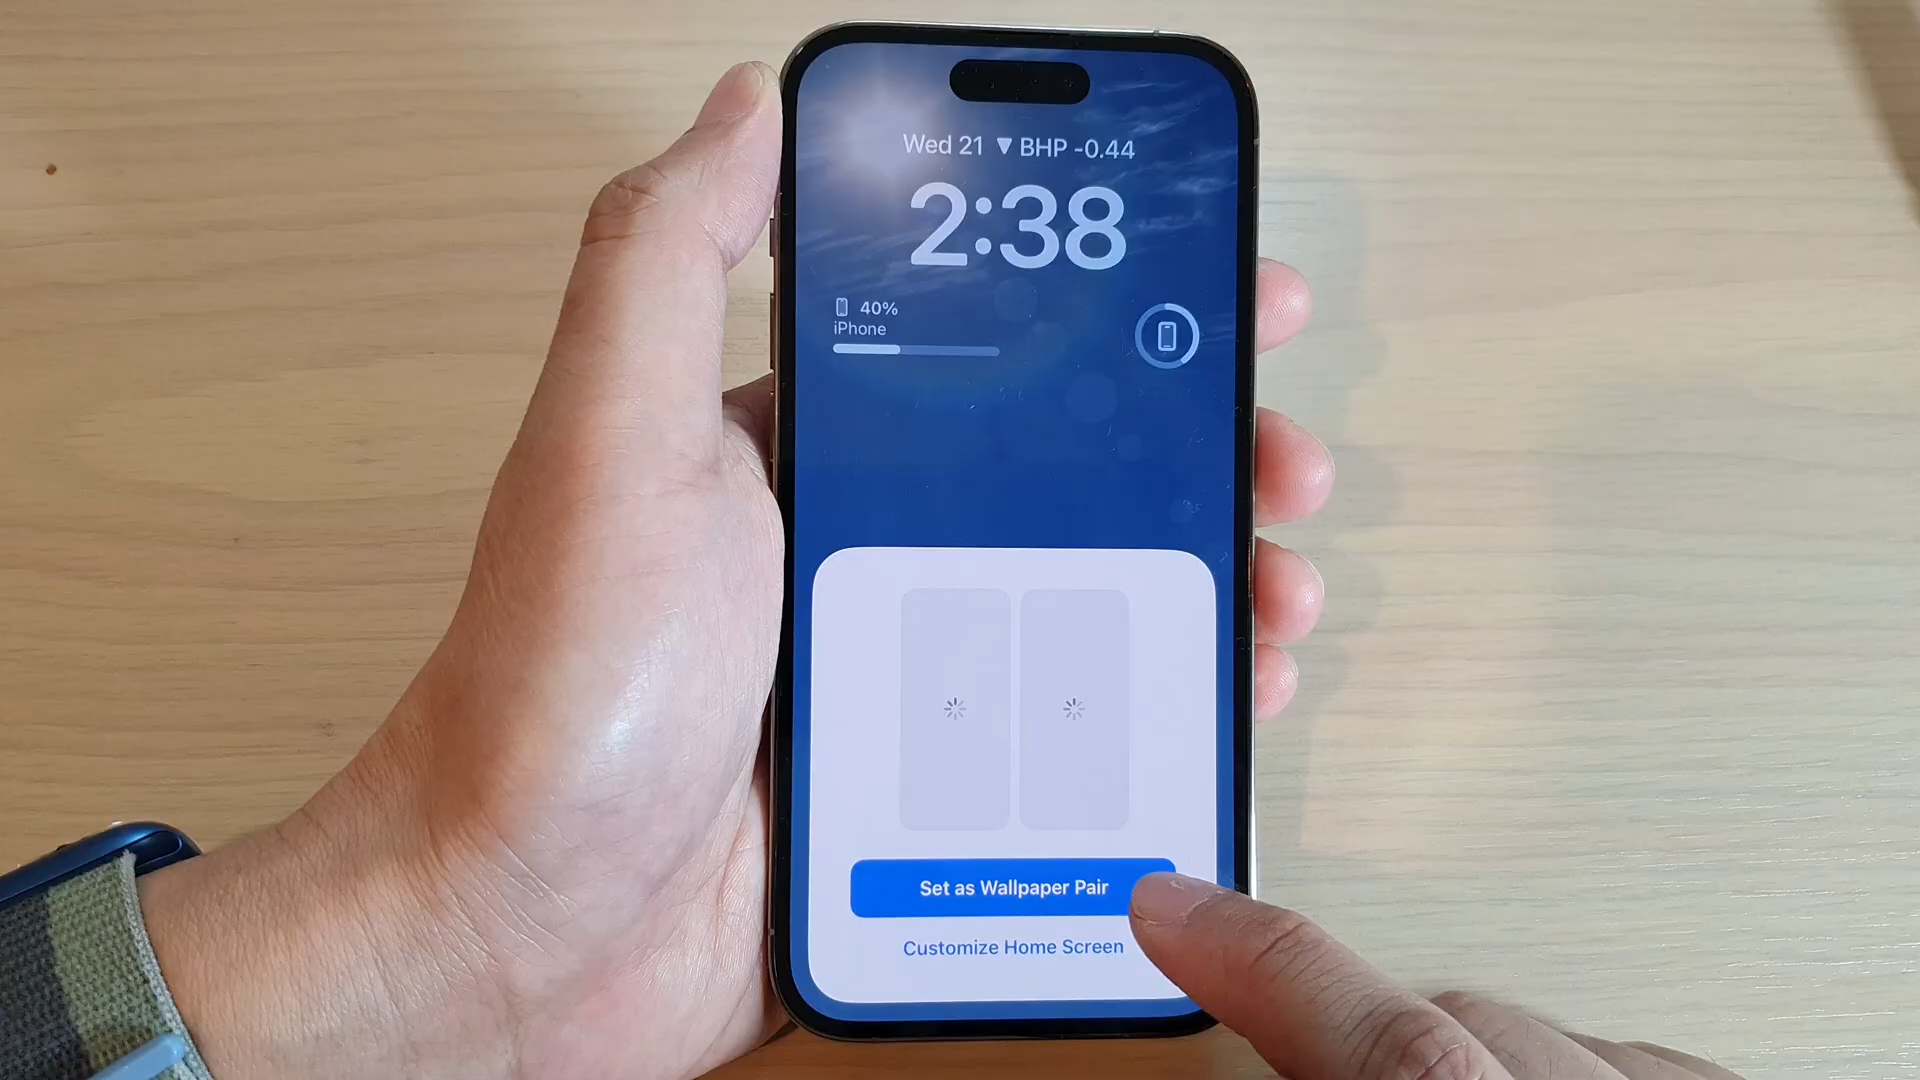 Wed 21 ▼ BHP -0.44
2:38
40%
iPhone
Set as Wallpaper Pair
Customize Home Screen